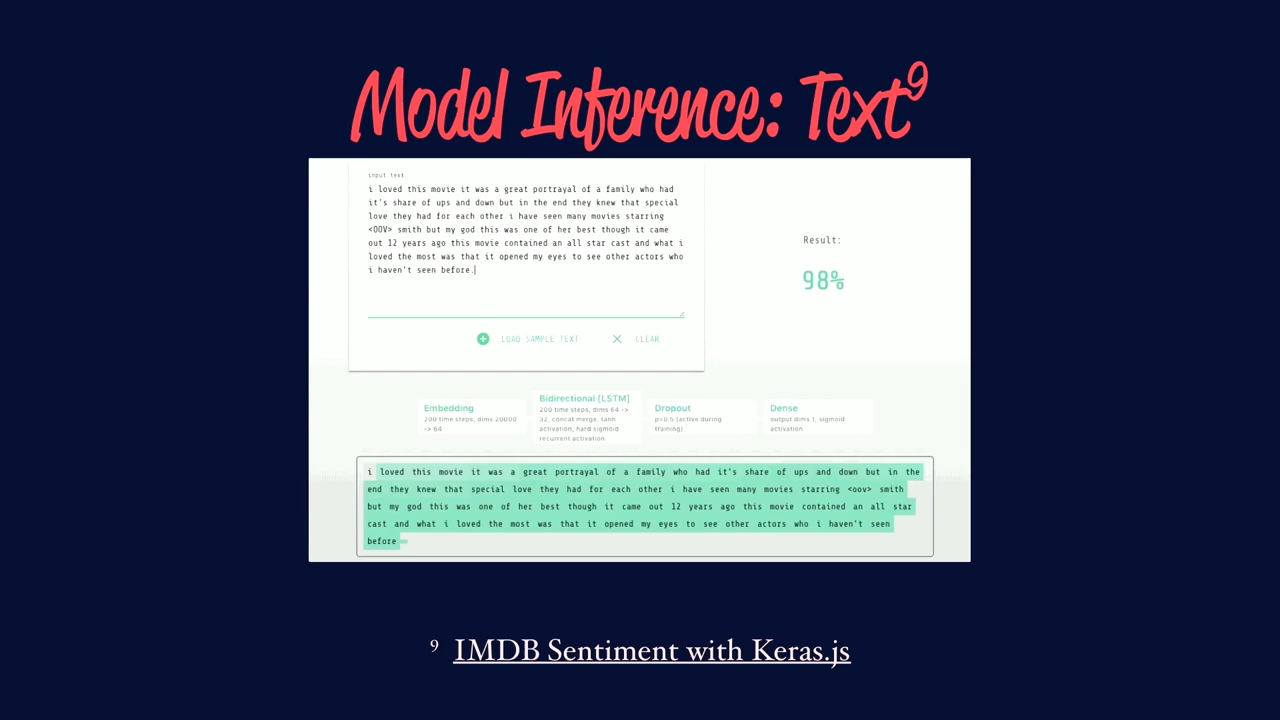 Model Inference: Text⁹
input text
i loved this movie it was a great portrayal of a family who had
it's share of ups and down but in the end they knew that special
love they had for each other i have seen many movies starring
<OOV> smith but my god this was one of her best though it came
out 12 years ago this movie contained an all star cast and what i
loved the most was that it opened my eyes to see other actors who
i haven't seen before.
LOAD SAMPLE TEXT CLEAR
Result:
98%
Embedding
200 time steps, dims 20000
-> 64
Bidirectional [LSTM]
200 time steps, dims 64 ->
32, concat merge, tanh
activation, hard sigmoid
recurrent activation
Dropout
p=0.5 (active during
training)
Dense
output dims 1, sigmoid
activation
i loved this movie it was a great portrayal of a family who had it's share of ups and down but in the
end they knew that special love they had for each other i have seen many movies starring <oov> smith
but my god this was one of her best though it came out 12 years ago this movie contained an all star
cast and what i loved the most was that it opened my eyes to see other actors who i haven't seen
before
⁹ IMDB Sentiment with Keras.js